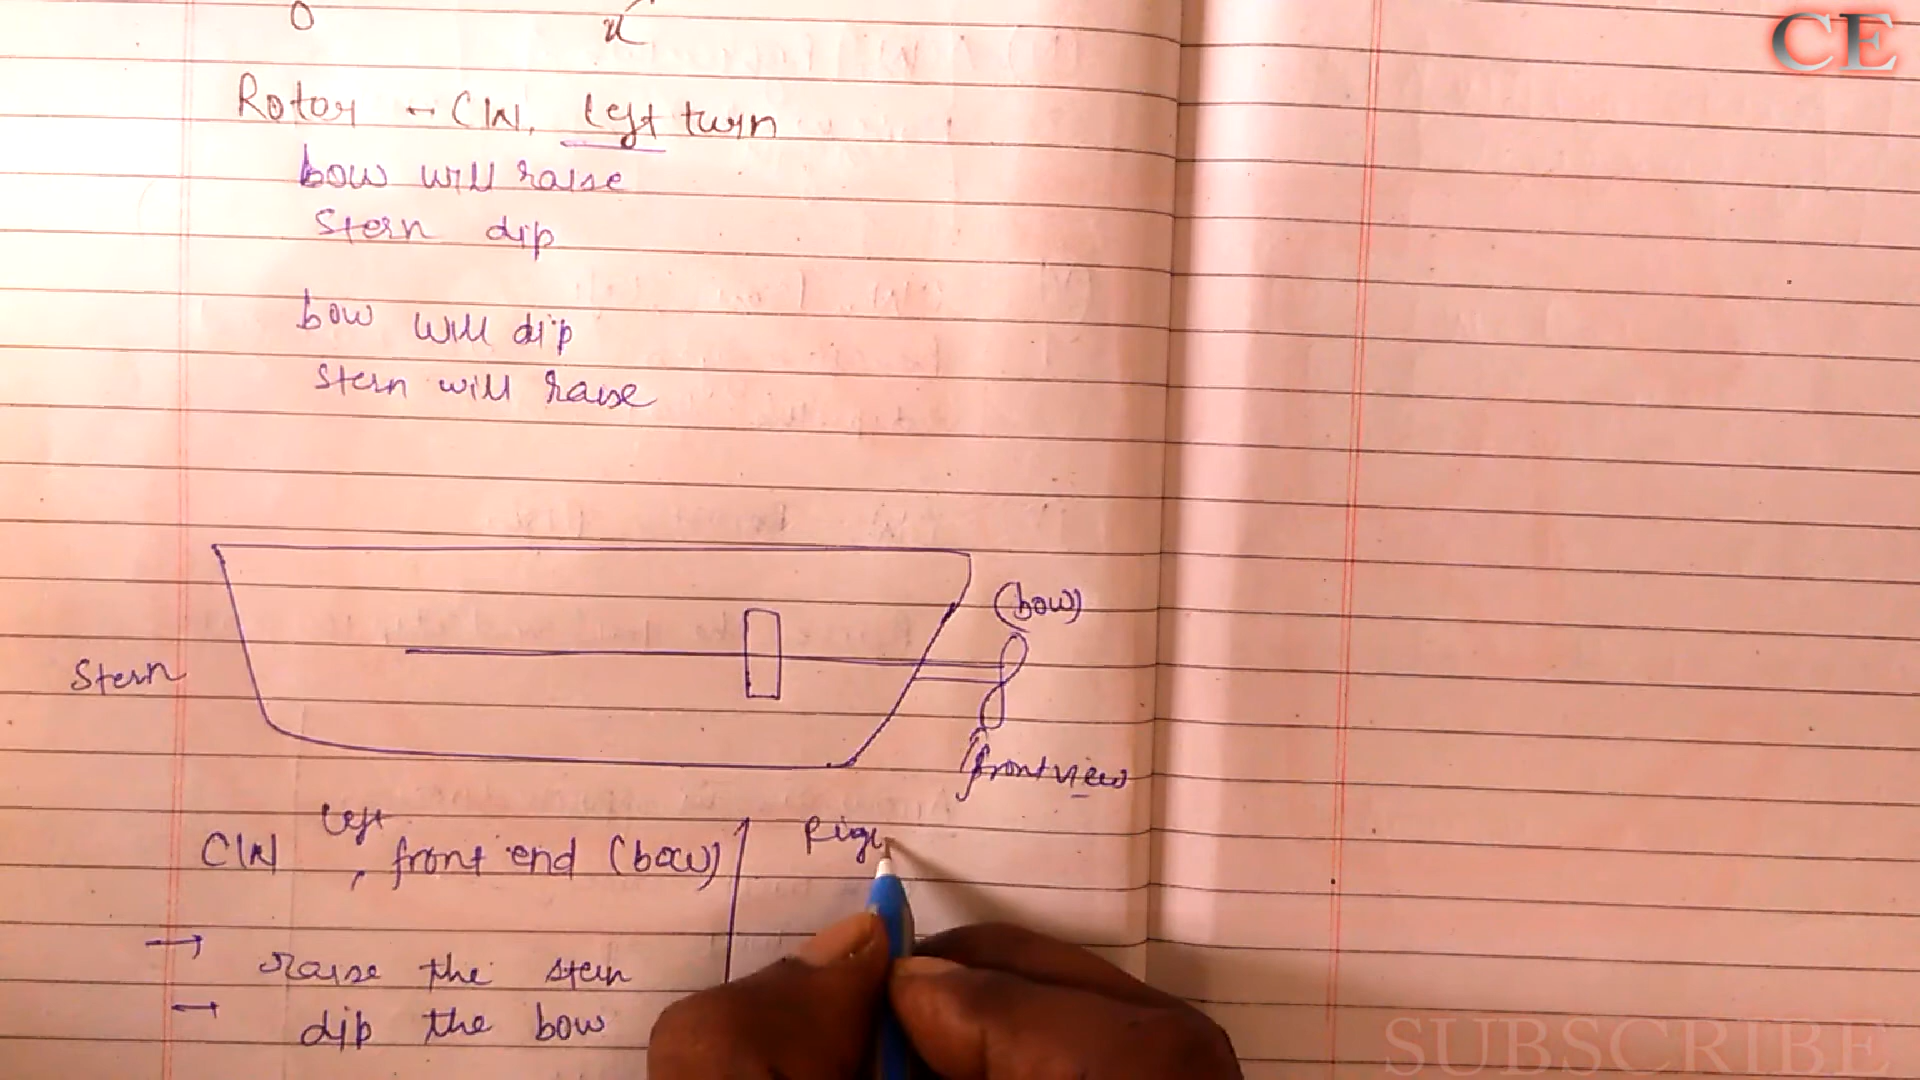 CE
O x
Rotor - CW, left turn
bow will raise
stern dip
bow will dip
stern will raise
(bow)
Stern
(front view
left
CW, front end (bow)
Righ
→ raise the stern
→ dip the bow
SUBSCRIBE